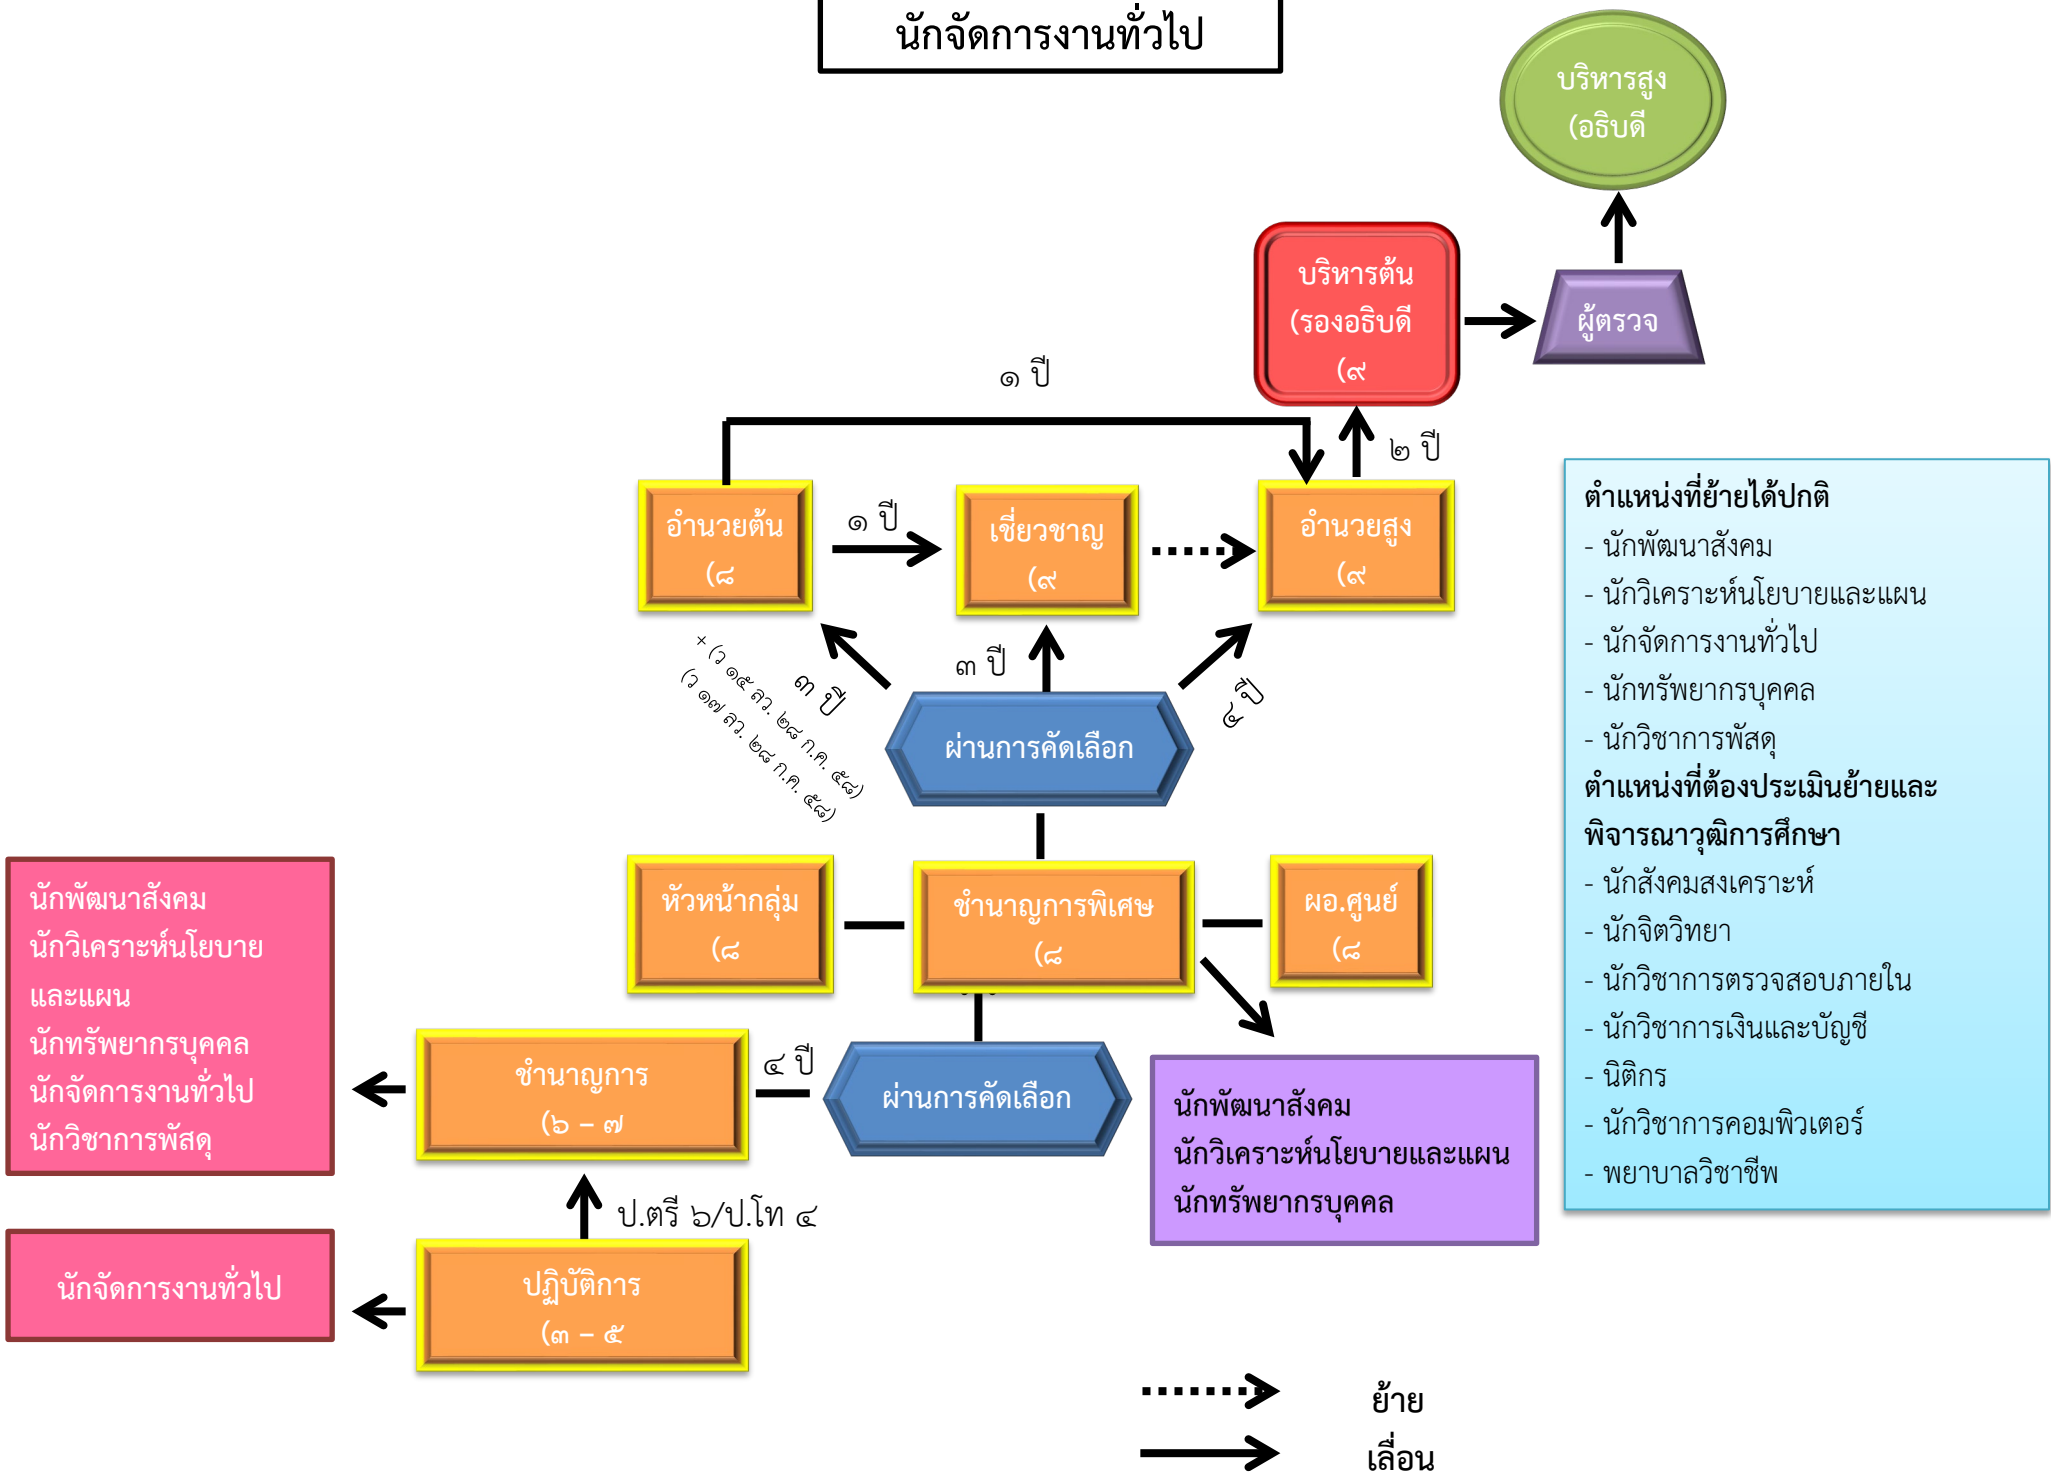 นักจัดการงานทั่วไป
บริหารสูง
(อธิบดี
บริหารต้น
(รองอธิบดี
(๙
ผู้ตรวจ
๑ ปี
๒ ปี
อำนวยต้น
(๘
๑ ปี
เชี่ยวชาญ
(๙
อำนวยสูง
(๙
๓ ปี
+ (ว ๑๕ ลว. ๒๘ ก.ค. ๕๘)
(ว ๑๗ ลว. ๒๘ ก.ค. ๕๘)
๓ ปี
๔ ปี
ผ่านการคัดเลือก
หัวหน้ากลุ่ม
(๘
ชำนาญการพิเศษ
(๘
ผอ.ศูนย์
(๘
นักพัฒนาสังคม
นักวิเคราะห์นโยบาย
และแผน
นักทรัพยากรบุคคล
นักจัดการงานทั่วไป
นักวิชาการพัสดุ
ชำนาญการ
(๖ – ๗
๔ ปี
ผ่านการคัดเลือก
นักพัฒนาสังคม
นักวิเคราะห์นโยบายและแผน
นักทรัพยากรบุคคล
ป.ตรี ๖/ป.โท ๔
นักจัดการงานทั่วไป
ปฏิบัติการ
(๓ – ๕
ตำแหน่งที่ย้ายได้ปกติ
- นักพัฒนาสังคม
- นักวิเคราะห์นโยบายและแผน
- นักจัดการงานทั่วไป
- นักทรัพยากรบุคคล
- นักวิชาการพัสดุ
ตำแหน่งที่ต้องประเมินย้ายและ
พิจารณาวุฒิการศึกษา
- นักสังคมสงเคราะห์
- นักจิตวิทยา
- นักวิชาการตรวจสอบภายใน
- นักวิชาการเงินและบัญชี
- นิติกร
- นักวิชาการคอมพิวเตอร์
- พยาบาลวิชาชีพ
ย้าย
เลื่อน